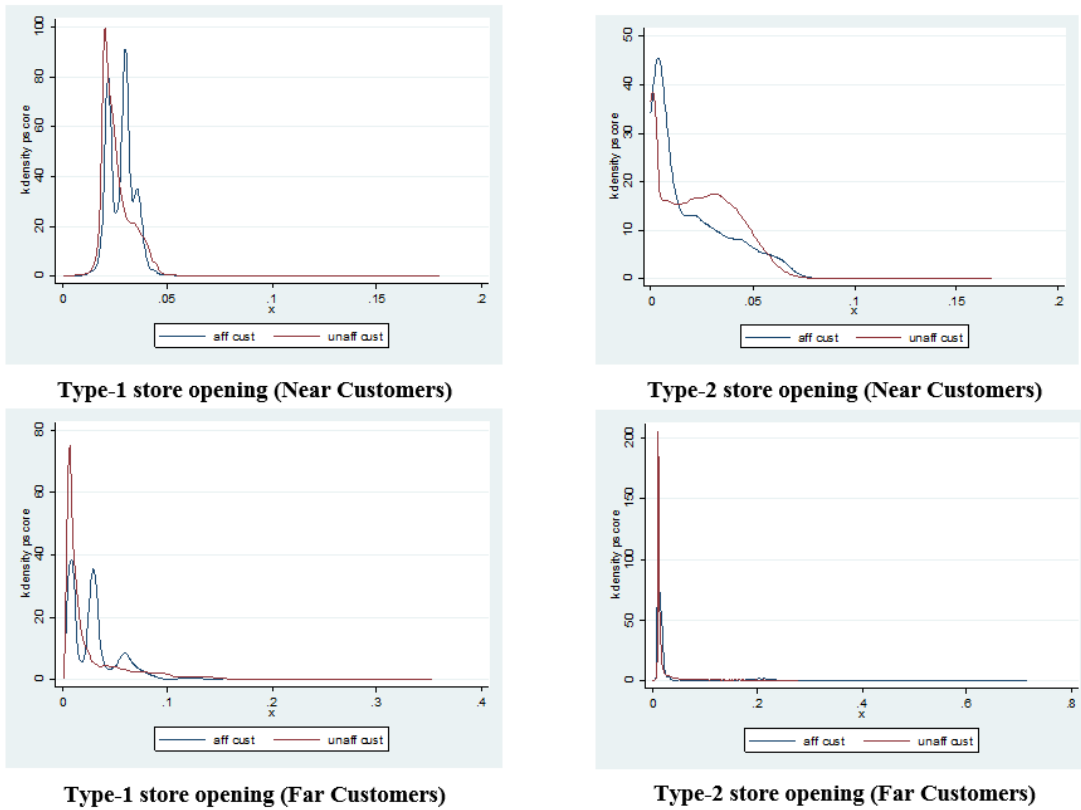 100
80
60
40
20
0
kdensity pscore
0 .05 .1 .15 .2
x
aff cust unaff cust
Type-1 store opening (Near Customers)
50
40
30
20
10
0
kdensity pscore
0 .05 .1 .15 .2
x
aff cust unaff cust
Type-2 store opening (Near Customers)
80
60
40
20
0
kdensity pscore
0 .1 .2 .3 .4
x
aff cust unaff cust
Type-1 store opening (Far Customers)
200
150
100
50
0
kdensity pscore
0 .2 .4 .6 .8
x
aff cust unaff cust
Type-2 store opening (Far Customers)